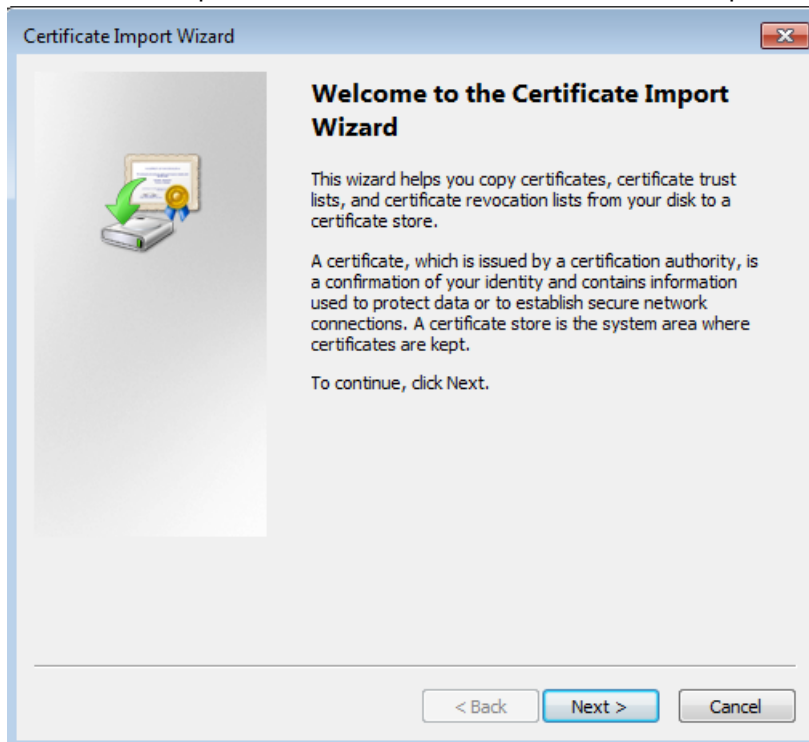 Certificate Import Wizard
Welcome to the Certificate Import
Wizard
This wizard helps you copy certificates, certificate trust
lists, and certificate revocation lists from your disk to a
certificate store.
A certificate, which is issued by a certification authority, is
a confirmation of your identity and contains information
used to protect data or to establish secure network
connections. A certificate store is the system area where
certificates are kept.
To continue, click Next.
< Back Next > Cancel